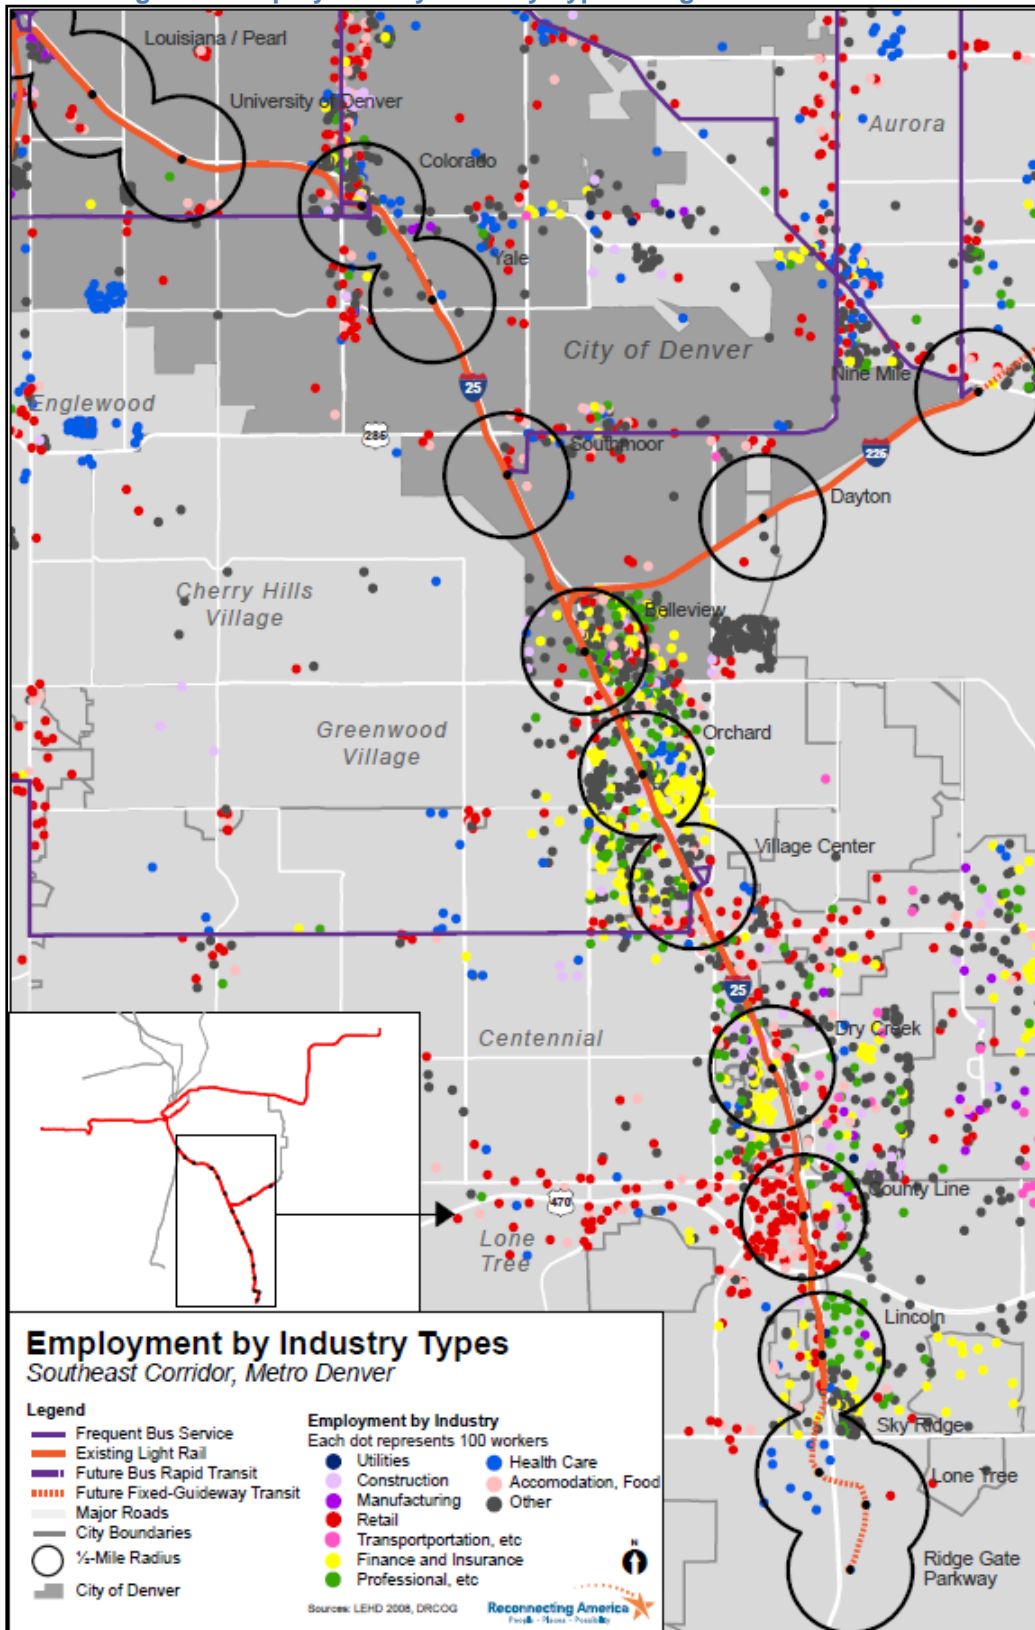 Louisiana / Pearl
University of Denver
Aurora
Colorado
Yale
City of Denver
Nine Mile
25
Englewood
285
Southmoor
225
Dayton
Cherry Hills
Village
Belleview
Greenwood
Village
Orchard
Village Center
25
Centennial
Dry Creek
County Line
470
Lone
Tree
Lincoln
Sky Ridge
Lone Tree
Ridge Gate
Parkway
Employment by Industry Types
Southeast Corridor, Metro Denver
Legend
Frequent Bus Service
Existing Light Rail
Future Bus Rapid Transit
Future Fixed-Guideway Transit
Major Roads
City Boundaries
½-Mile Radius
City of Denver
Employment by Industry
Each dot represents 100 workers
Utilities
Construction
Manufacturing
Retail
Transportportation, etc
Finance and Insurance
Professional, etc
Health Care
Accomodation, Food
Other
N
Sources: LEHD 2008, DRCOG
Reconnecting America
People - Places - Possibility